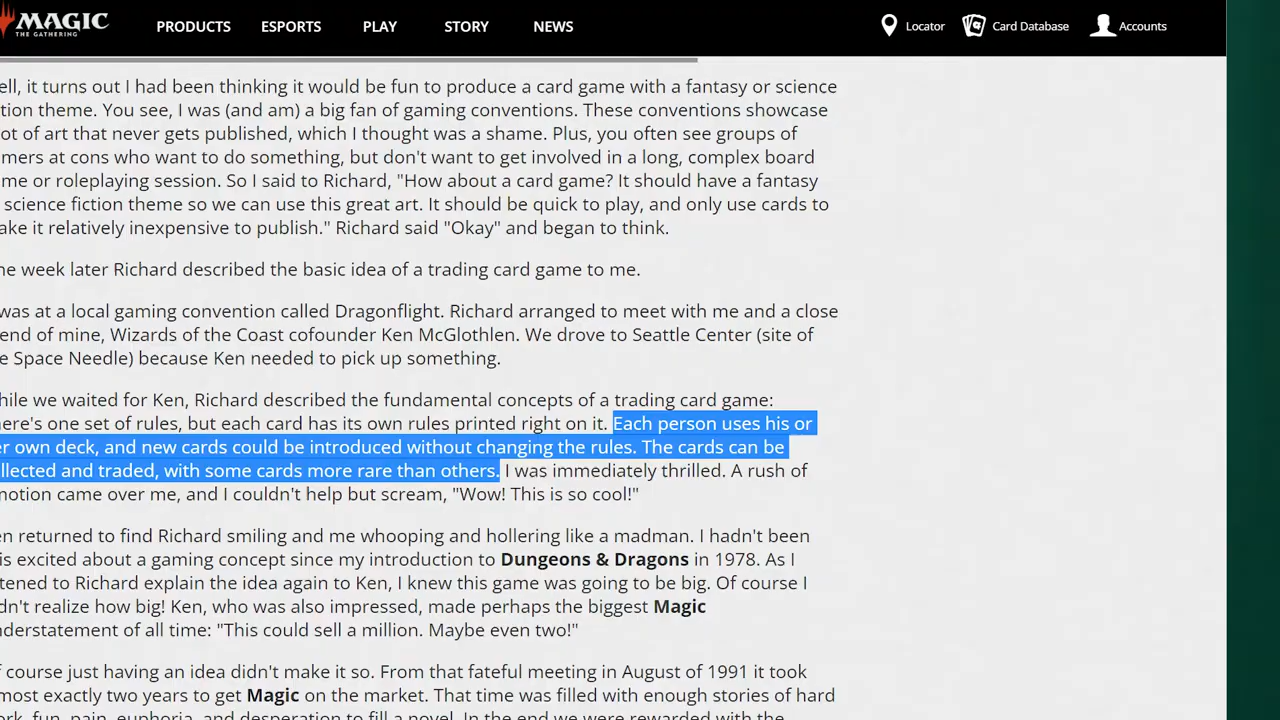 MAGIC
THE GATHERING
PRODUCTS ESPORTS PLAY STORY NEWS Locator Card Database Accounts
ell, it turns out I had been thinking it would be fun to produce a card game with a fantasy or science
tion theme. You see, I was (and am) a big fan of gaming conventions. These conventions showcase
ot of art that never gets published, which I thought was a shame. Plus, you often see groups of
mers at cons who want to do something, but don't want to get involved in a long, complex board
me or roleplaying session. So I said to Richard, "How about a card game? It should have a fantasy
science fiction theme so we can use this great art. It should be quick to play, and only use cards to
ake it relatively inexpensive to publish." Richard said "Okay" and began to think.
ne week later Richard described the basic idea of a trading card game to me.
was at a local gaming convention called Dragonflight. Richard arranged to meet with me and a close
end of mine, Wizards of the Coast cofounder Ken McGlothlen. We drove to Seattle Center (site of
e Space Needle) because Ken needed to pick up something.
hile we waited for Ken, Richard described the fundamental concepts of a trading card game:
ere's one set of rules, but each card has its own rules printed right on it. Each person uses his or
er own deck, and new cards could be introduced without changing the rules. The cards can be
llected and traded, with some cards more rare than others. I was immediately thrilled. A rush of
notion came over me, and I couldn't help but scream, "Wow! This is so cool!"
en returned to find Richard smiling and me whooping and hollering like a madman. I hadn't been
is excited about a gaming concept since my introduction to Dungeons & Dragons in 1978. As I
tened to Richard explain the idea again to Ken, I knew this game was going to be big. Of course I
dn't realize how big! Ken, who was also impressed, made perhaps the biggest Magic
nderstatement of all time: "This could sell a million. Maybe even two!"
f course just having an idea didn't make it so. From that fateful meeting in August of 1991 it took
most exactly two years to get Magic on the market. That time was filled with enough stories of hard
ork, fun, pain, euphoria, and desperation to fill a novel. In the end we were rewarded with the